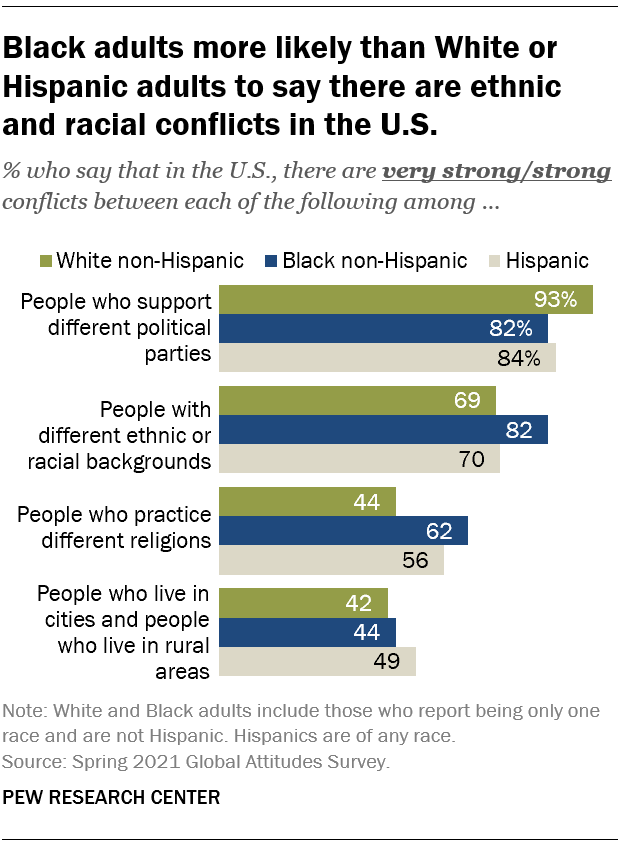 Black adults more likely than White or
Hispanic adults to say there are ethnic
and racial conflicts in the U.S.
% who say that in the U.S., there are very strong/strong
conflicts between each of the following among ...
White non-Hispanic Black non-Hispanic Hispanic
People who support
different political
parties
93%
82%
84%
People with
different ethnic or
racial backgrounds
69
82
70
People who practice
different religions
44
62
56
People who live in
cities and people
who live in rural
areas
42
44
49
Note: White and Black adults include those who report being only one
race and are not Hispanic. Hispanics are of any race.
Source: Spring 2021 Global Attitudes Survey.
PEW RESEARCH CENTER